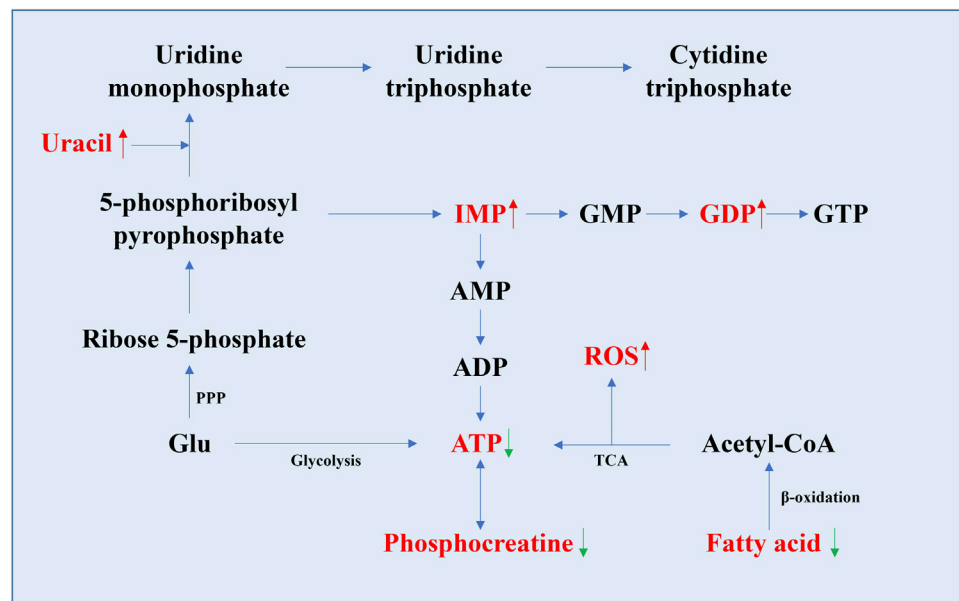 Uridine
monophosphate
Uridine
triphosphate
Cytidine
triphosphate
Uracil
5-phosphoribosyl
pyrophosphate
IMP
GMP
GDP
GTP
AMP
Ribose 5-phosphate
ADP
ROS
PPP
Glu
Glycolysis
ATP
TCA
Acetyl-CoA
β-oxidation
Phosphocreatine
Fatty acid